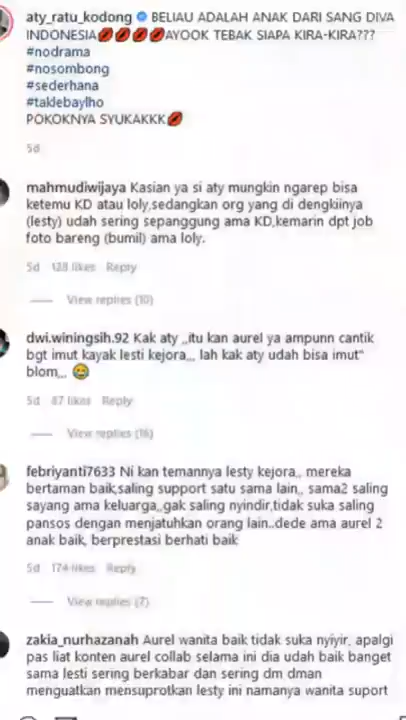 aty_ratu_kodong BELIAU ADALAH ANAK DARI SANG DIVA
INDONESIA💋💋💋💋AYOOK TEBAK SIAPA KIRA-KIRA???
#nodrama
#nosombong
#sederhana
#taklebaylho
POKOKNYA SYUKAKKK💋
5d
mahmudiwijaya Kasian ya si aty mungkin ngarep bisa
ketemu KD atau loly,sedangkan org yang di dengkiinya
(lesty) udah sering sepanggung ama KD,kemarin dpt job
foto bareng (bumil) ama loly.
5d 128 likes Reply
View replies (10)
dwi.winingsih.92 Kak aty ,,itu kan aurel ya ampunn cantik
bgt imut kayak lesti kejora,,, lah kak aty udah bisa imut"
blom,,, 😂
5d 87 likes Reply
View replies (16)
febriyanti7633 Ni kan temannya lesty kejora,, mereka
bertaman baik,saling support satu sama lain,, sama2 saling
sayang ama keluarga,,gak saling nyindir,tidak suka saling
pansos dengan menjatuhkan orang lain..dede ama aurel 2
anak baik, berprestasi berhati baik
5d 174 likes Reply
View replies (7)
zakia_nurhazanah Aurel wanita baik tidak suka nyiyir, apalgi
pas liat konten aurel collab selama ini dia udah baik banget
sama lesti sering berkabar dan sering dm dman
menguatkan mensuprotkan lesty ini namanya wanita suport